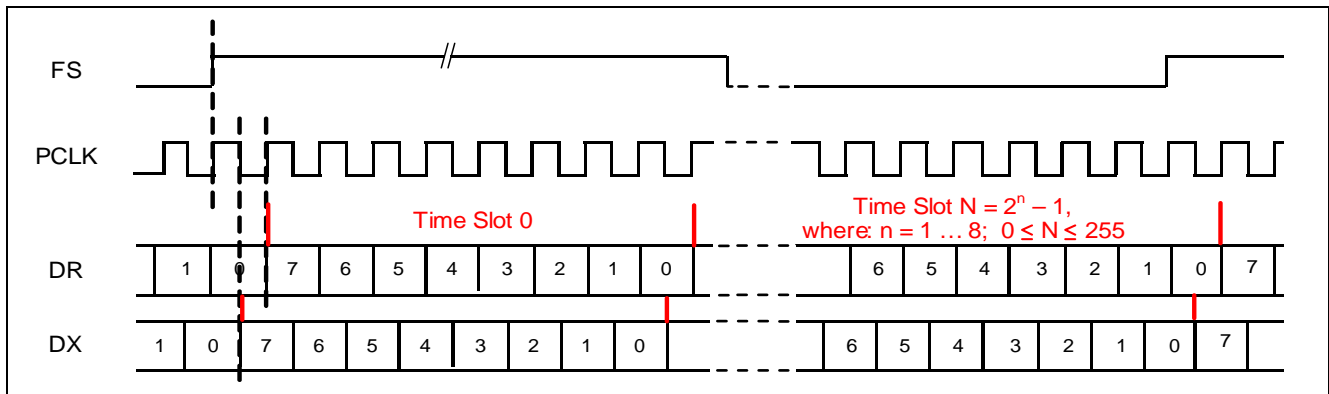 FS
PCLK
Time Slot 0
Time Slot N = 2ⁿ – 1,
where: n = 1 … 8; 0 ≤ N ≤ 255
DR 1 0 7 6 5 4 3 2 1 0 6 5 4 3 2 1 0 7
DX 1 0 7 6 5 4 3 2 1 0 6 5 4 3 2 1 0 7